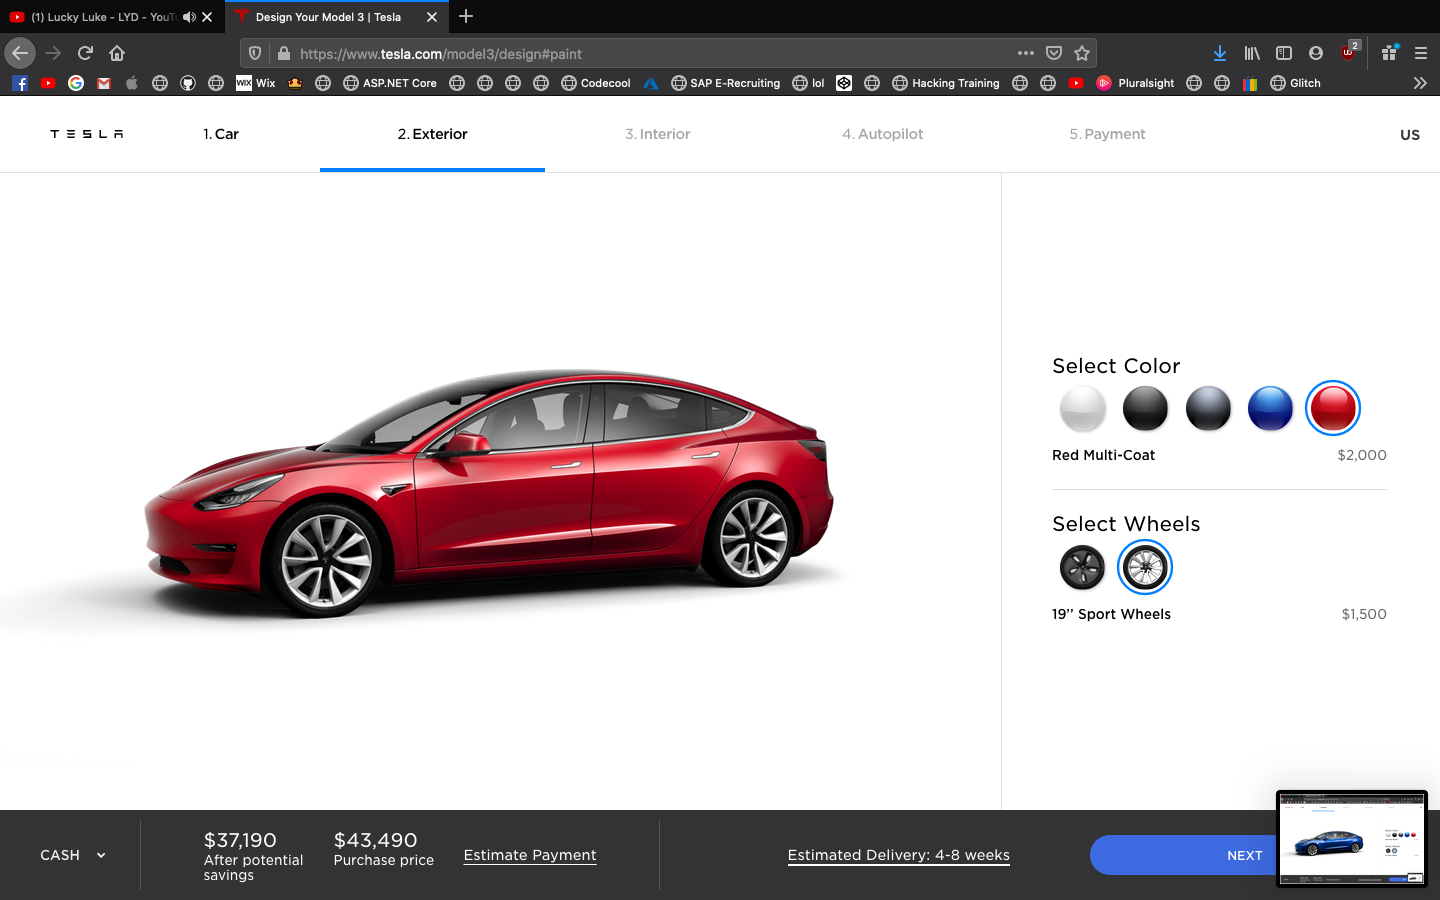 (1) Lucky Luke - LYD - YouTu
Design Your Model 3 | Tesla
https://www.tesla.com/model3/design#paint
2
WIX Wix
ASP.NET Core
Codecool
SAP E-Recruiting
lol
Hacking Training
Pluralsight
Glitch
TESLA
1. Car
2. Exterior
3. Interior
4. Autopilot
5. Payment
US
Select Color
Red Multi-Coat
$2,000
Select Wheels
19’’ Sport Wheels
$1,500
CASH
$37,190
After potential
savings
$43,490
Purchase price
Estimate Payment
Estimated Delivery: 4-8 weeks
NEXT